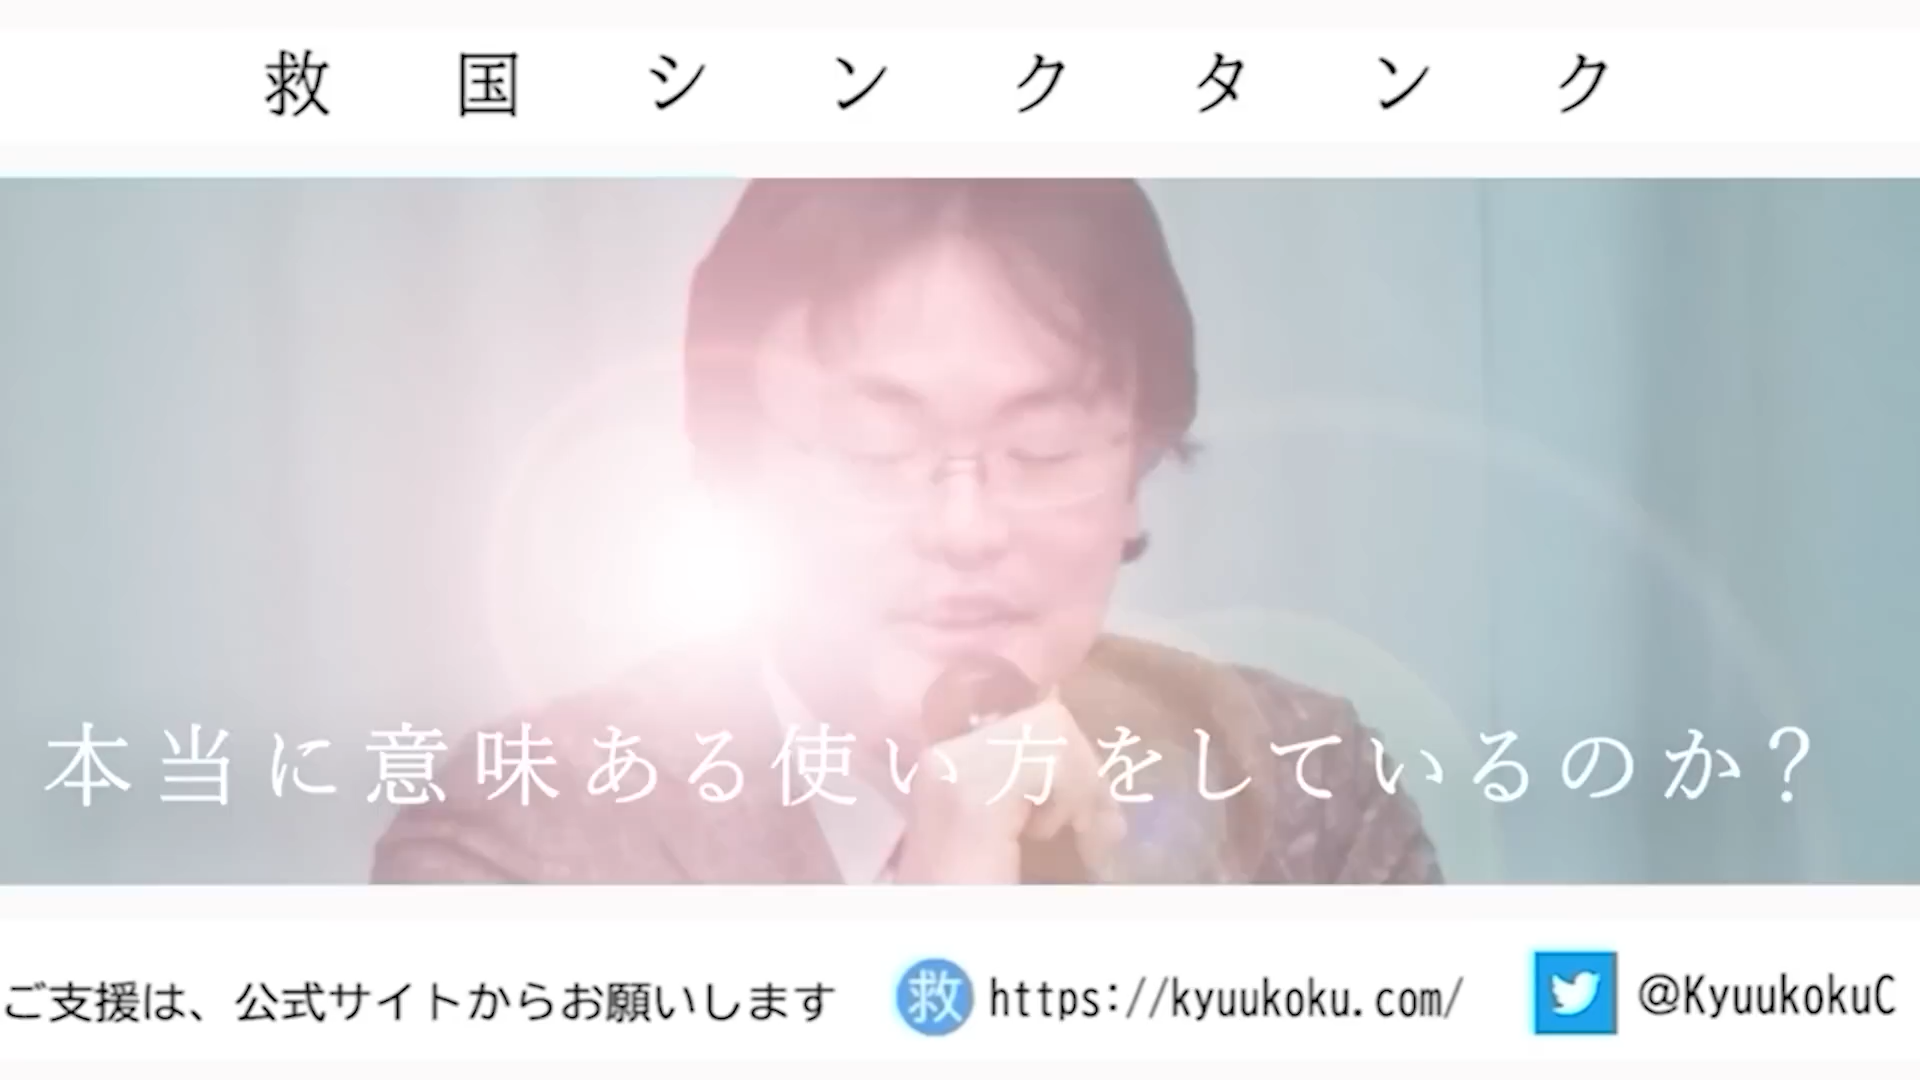 救国シンクタンク
本当に意味ある使い方をしているのか?
ご支援は、公式サイトからお願いします 救 https://kyuukoku.com/ @KyuukokuC